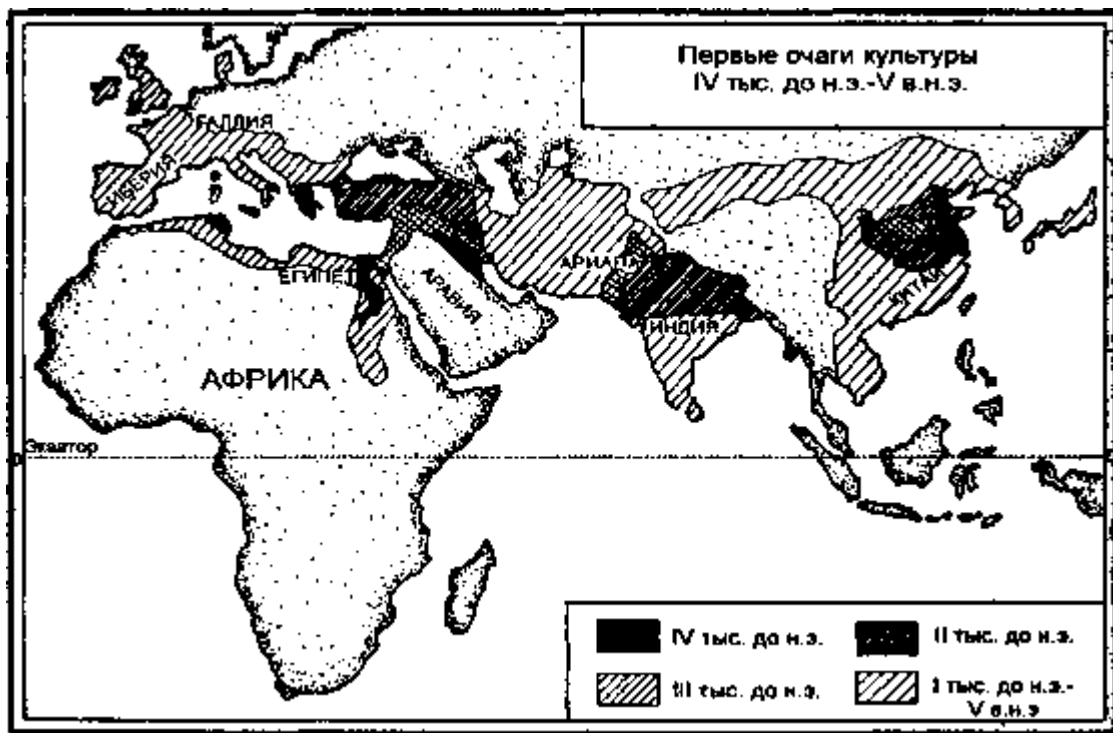 Первые очаги культуры
IV тыс. до н.э.-V в.н.э.
ГАЛЛИЯ
ИБЕРИЯ
ЕГИПЕТ
АРАВИЯ
АРИАНА
ИНДИЯ
КИТАЙ
АФРИКА
Экватор
IV тыс. до н.э.
II тыс. до н.э.
III тыс. до н.э.
I тыс. до н.э.-
V в.н.э